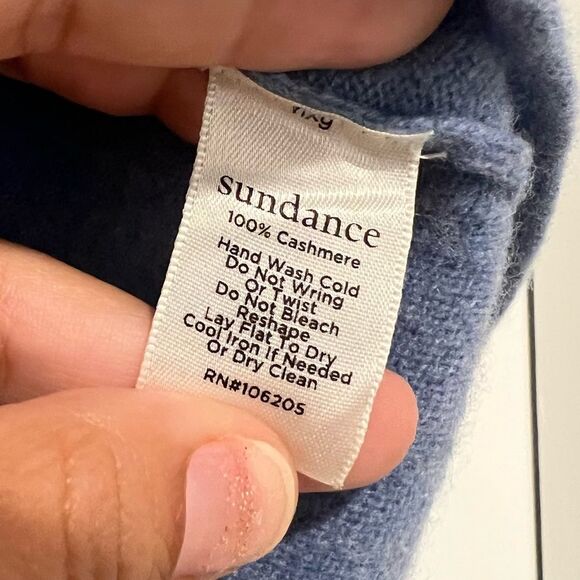 sundance
100% Cashmere
Hand Wash Cold
Do Not Wring
Or Twist
Do Not Bleach
Reshape
Lay Flat To Dry
Cool Iron If Needed
Or Dry Clean
RN#106205